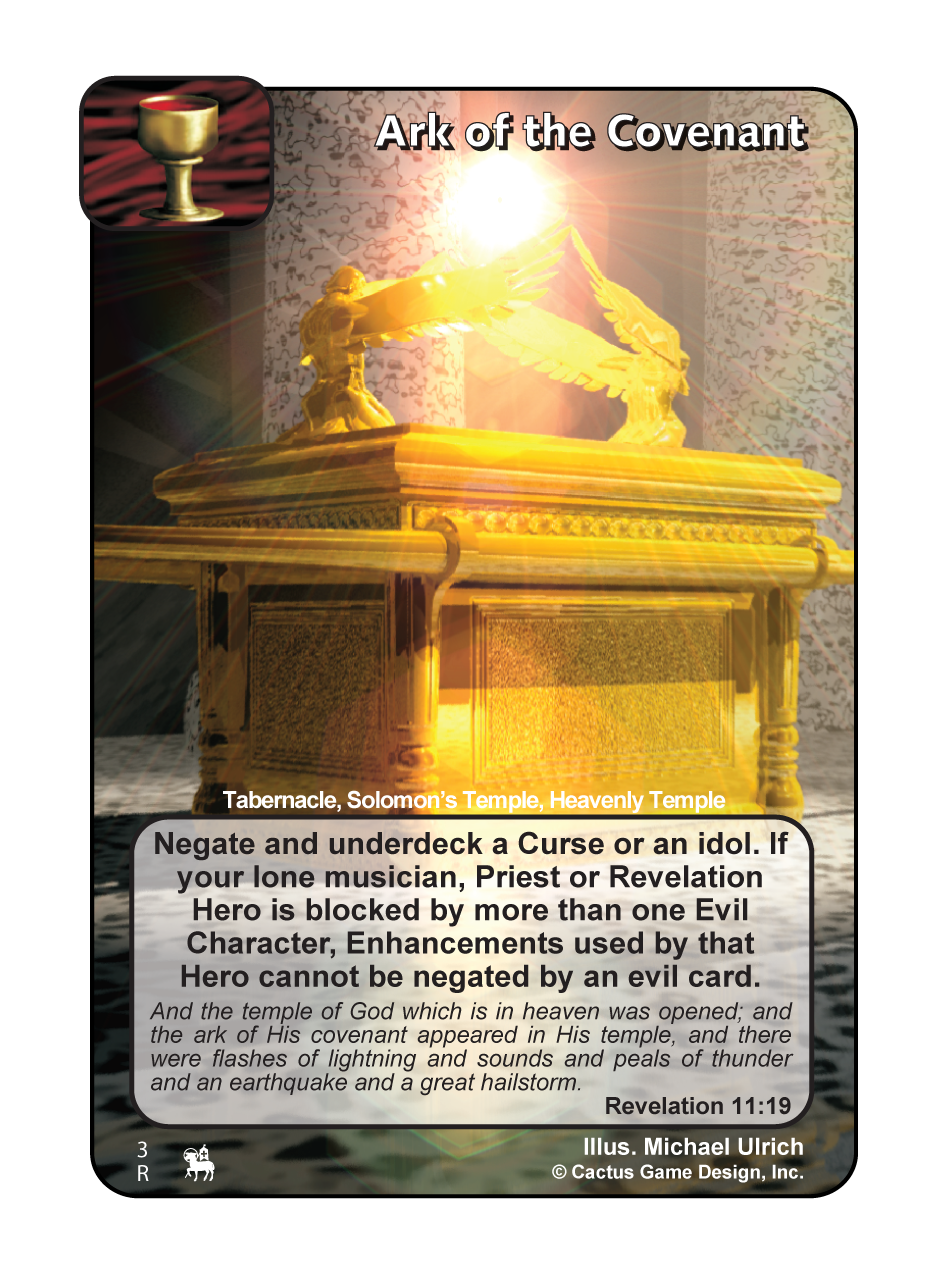 Ark of the Covenant
Tabernacle, Solomon's Temple, Heavenly Temple
Negate and underdeck a Curse or an idol. If
your lone musician, Priest or Revelation
Hero is blocked by more than one Evil
Character, Enhancements used by that
Hero cannot be negated by an evil card.
And the temple of God which is in heaven was opened; and
the ark of His covenant appeared in His temple, and there
were flashes of lightning and sounds and peals of thunder
and an earthquake and a great hailstorm.
Revelation 11:19
3
R
Illus. Michael Ulrich
© Cactus Game Design, Inc.